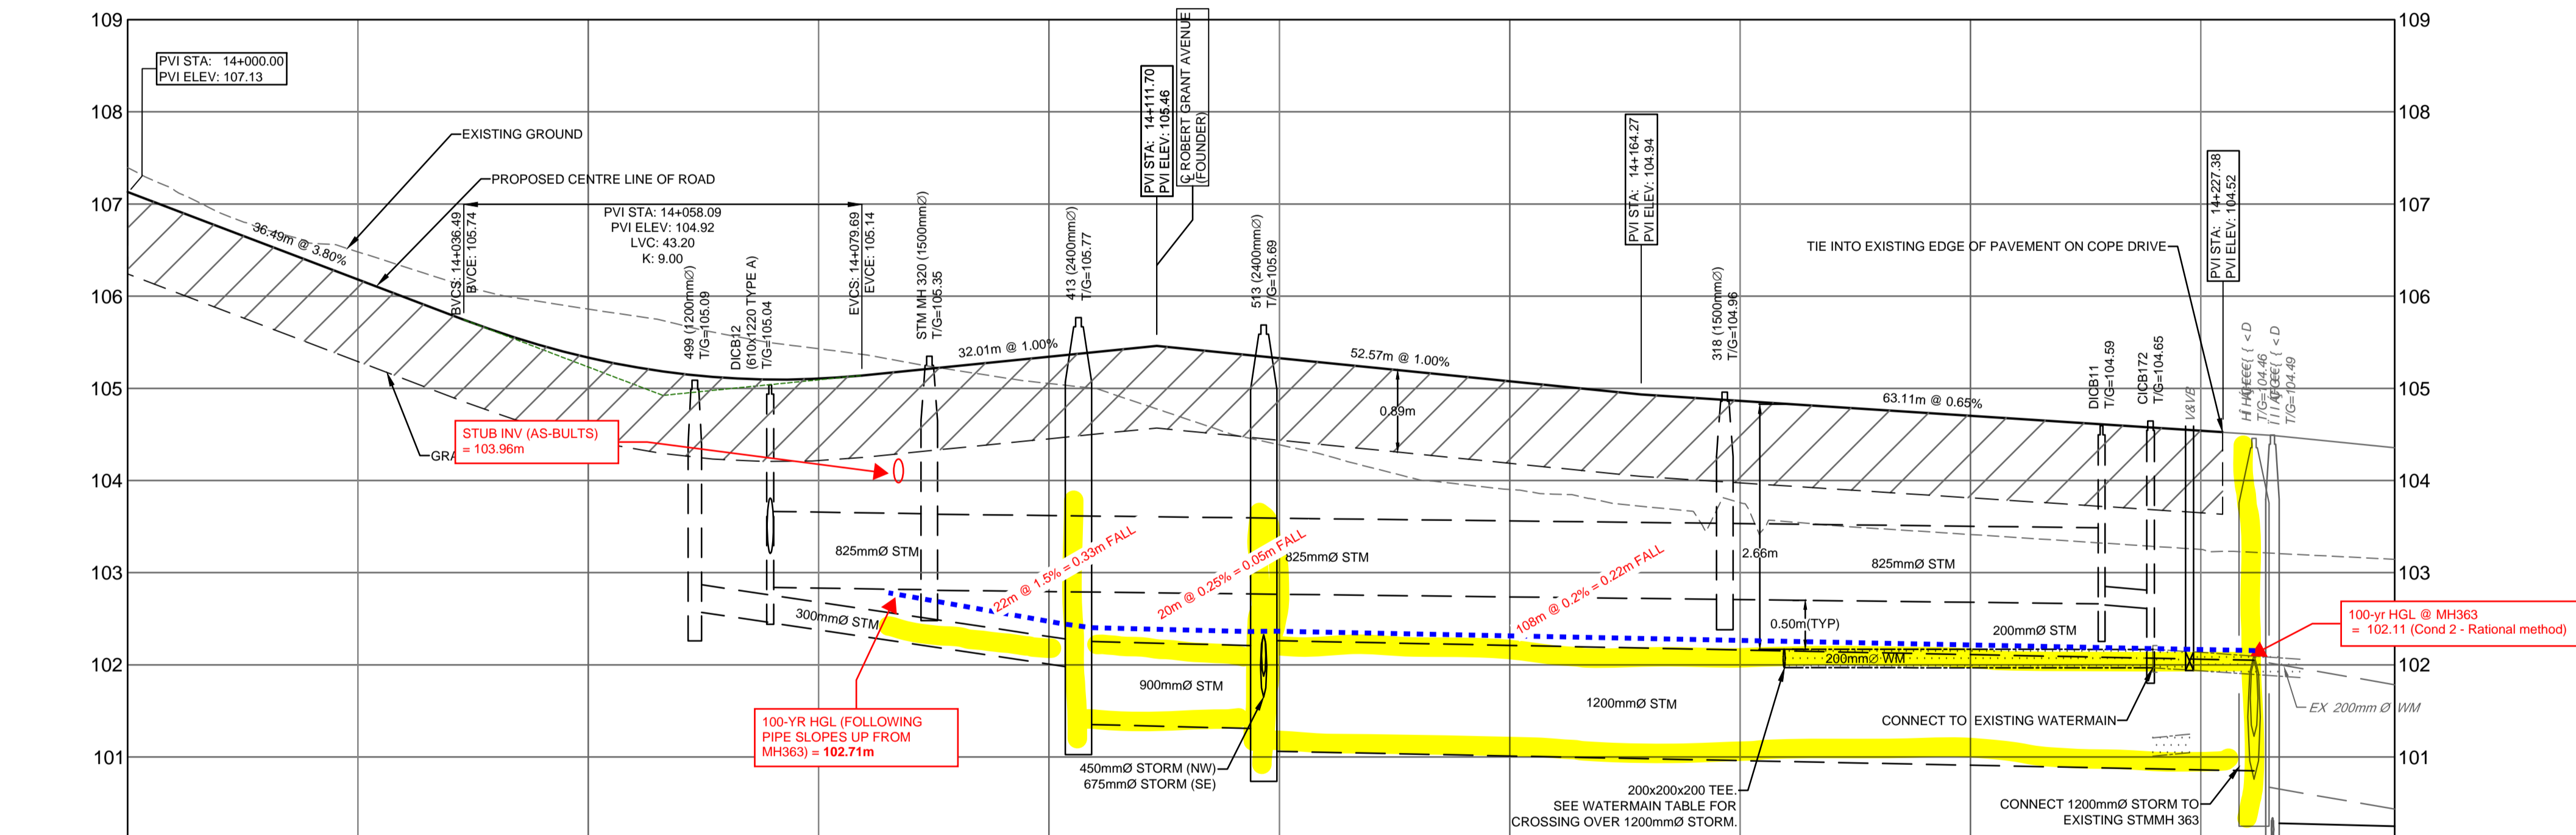 109
109
108
108
107
107
106
106
105
105
104
104
103
103
102
102
101
101
PVI STA: 14+000.00
PVI ELEV: 107.13
EXISTING GROUND
PROPOSED CENTRE LINE OF ROAD
36.49m @ 3.80%
BVCS: 14+036.49
BVCE: 105.74
PVI STA: 14+058.09
PVI ELEV: 104.92
LVC: 43.20
K: 9.00
EVCS: 14+079.69
EVCE: 105.14
499 (1200mmØ)
T/G=105.09
DICB12
(610x1220 TYPE A)
T/G=105.04
STM MH 320 (1500mmØ)
T/G=105.35
32.01m @ 1.00%
413 (2400mmØ)
T/G=105.77
PVI STA: 14+111.70
PVI ELEV: 105.46
℄ ROBERT GRANT AVENUE
(FOUNDER)
513 (2400mmØ)
T/G=105.69
52.57m @ 1.00%
0.89m
PVI STA: 14+164.27
PVI ELEV: 104.94
318 (1500mmØ)
T/G=104.96
TIE INTO EXISTING EDGE OF PAVEMENT ON COPE DRIVE
63.11m @ 0.65%
DICB11
T/G=104.59
CICB172
T/G=104.65
V&VB
PVI STA: 14+227.38
PVI ELEV: 104.52
T/G=104.46
T/G=104.49
STUB INV (AS-BULTS)
= 103.96m
GRA
825mmØ STM
22m @ 1.5% = 0.33m FALL
20m @ 0.25% = 0.05m FALL
825mmØ STM
108m @ 0.2% = 0.22m FALL
2.66m
825mmØ STM
300mmØ STM
0.50m(TYP)
200mmØ STM
200mmØ WM
100-yr HGL @ MH363
= 102.11 (Cond 2 - Rational method)
900mmØ STM
1200mmØ STM
100-YR HGL (FOLLOWING
PIPE SLOPES UP FROM
MH363) = 102.71m
CONNECT TO EXISTING WATERMAIN
EX 200mm Ø WM
450mmØ STORM (NW)
675mmØ STORM (SE)
200x200x200 TEE.
SEE WATERMAIN TABLE FOR
CROSSING OVER 1200mmØ STORM.
CONNECT 1200mmØ STORM TO
EXISTING STMMH 363